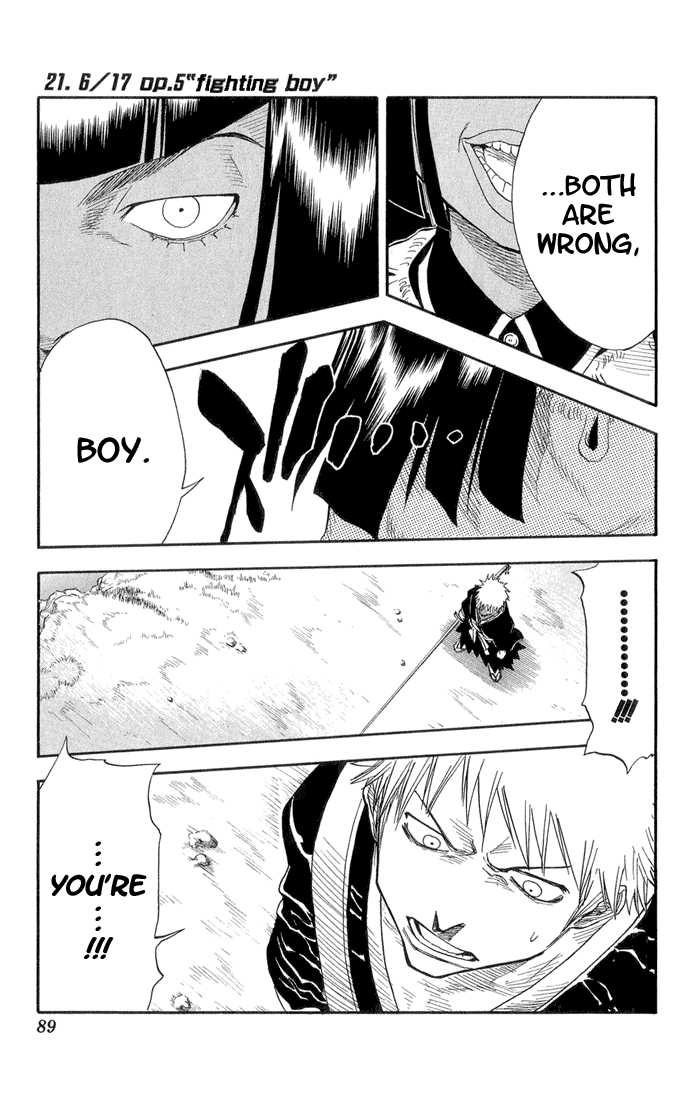 21. 6/17 op.5“fighting boy”
...BOTH
ARE
WRONG,
BOY.
............!!!
...
YOU'RE
...
!!!
89